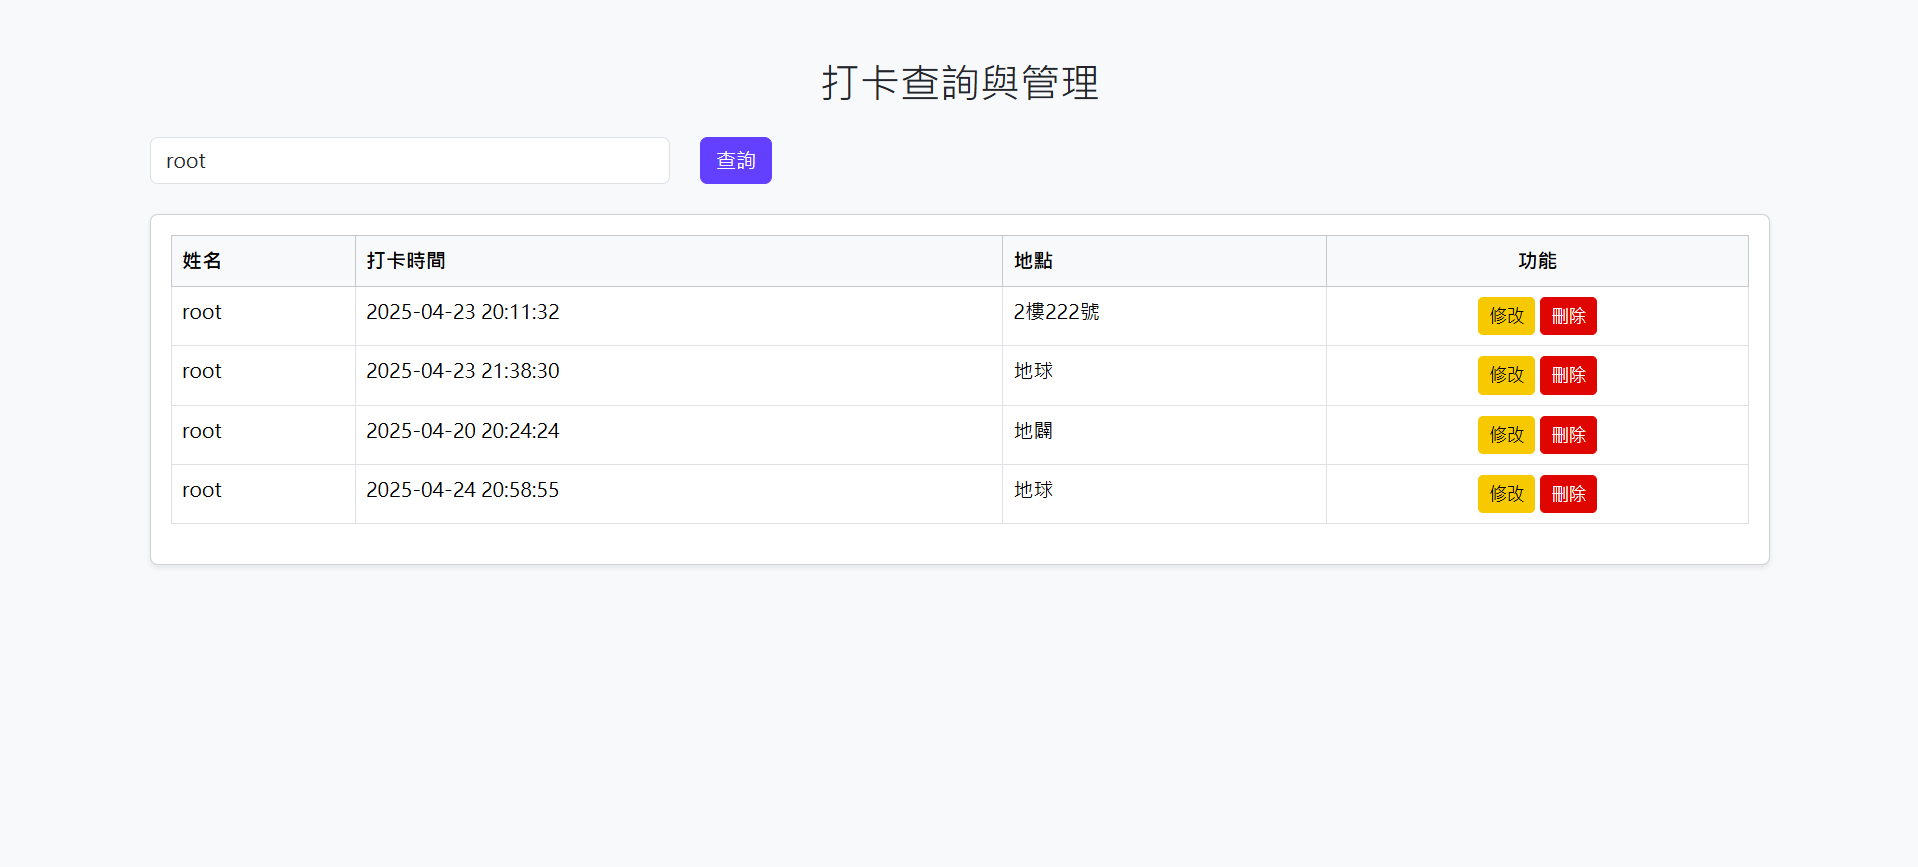 打卡查詢與管理
root 查詢
姓名 打卡時間 地點 功能
root 2025-04-23 20:11:32 2樓222號 修改 刪除
root 2025-04-23 21:38:30 地球 修改 刪除
root 2025-04-20 20:24:24 地闢 修改 刪除
root 2025-04-24 20:58:55 地球 修改 刪除